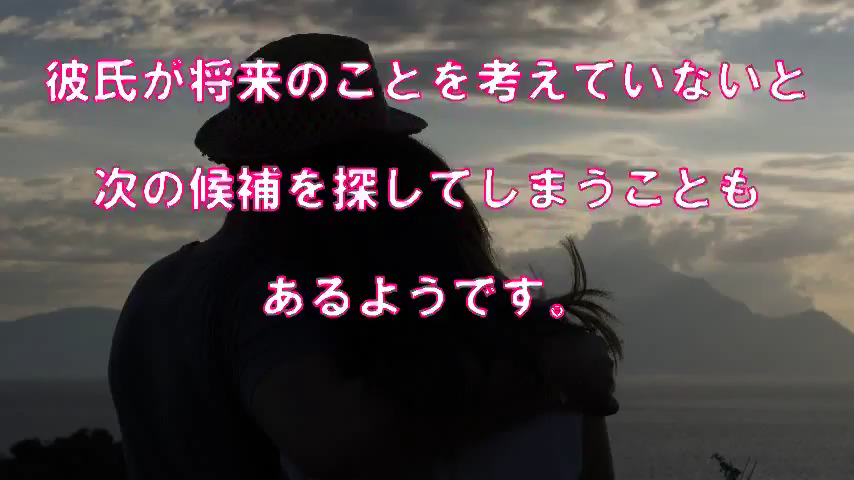 彼氏が将来のことを考えていないと
次の候補を探してしまうことも
あるようです。